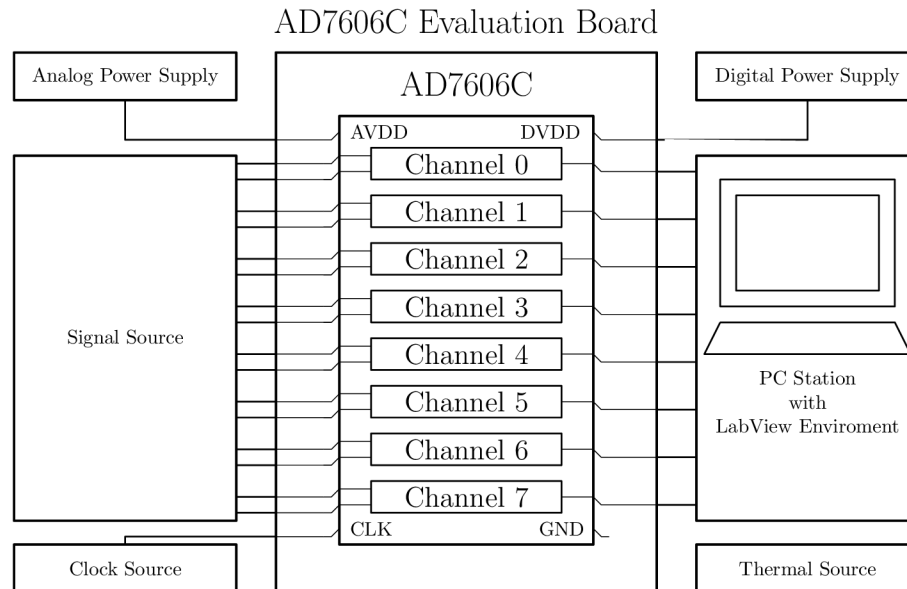 AD7606C Evaluation Board
Analog Power Supply
AD7606C
Digital Power Supply
AVDD
DVDD
Channel 0
Channel 1
Channel 2
Channel 3
Channel 4
Channel 5
Channel 6
Channel 7
CLK
GND
Signal Source
PC Station
with
LabView Enviroment
Clock Source
Thermal Source